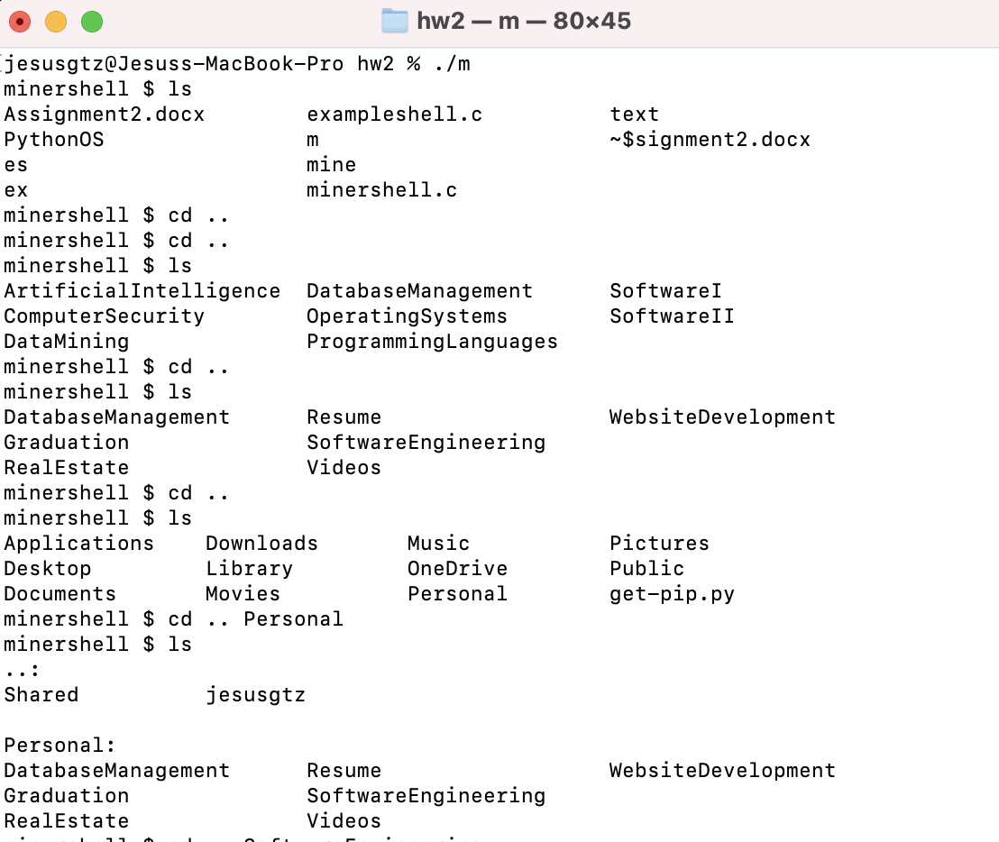 hw2 — m — 80×45
jesusgtz@Jesuss-MacBook-Pro hw2 % ./m
minershell $ ls
Assignment2.docx        exampleshell.c          text
PythonOS                m                       ~$signment2.docx
es                      mine
ex                      minershell.c
minershell $ cd ..
minershell $ cd ..
minershell $ ls
ArtificialIntelligence  DatabaseManagement      SoftwareI
ComputerSecurity        OperatingSystems        SoftwareII
DataMining              ProgrammingLanguages
minershell $ cd ..
minershell $ ls
DatabaseManagement      Resume                  WebsiteDevelopment
Graduation              SoftwareEngineering
RealEstate              Videos
minershell $ cd ..
minershell $ ls
Applications    Downloads       Music           Pictures
Desktop         Library         OneDrive        Public
Documents       Movies          Personal        get-pip.py
minershell $ cd .. Personal
minershell $ ls
..:
Shared          jesusgtz

Personal:
DatabaseManagement      Resume                  WebsiteDevelopment
Graduation              SoftwareEngineering
RealEstate              Videos